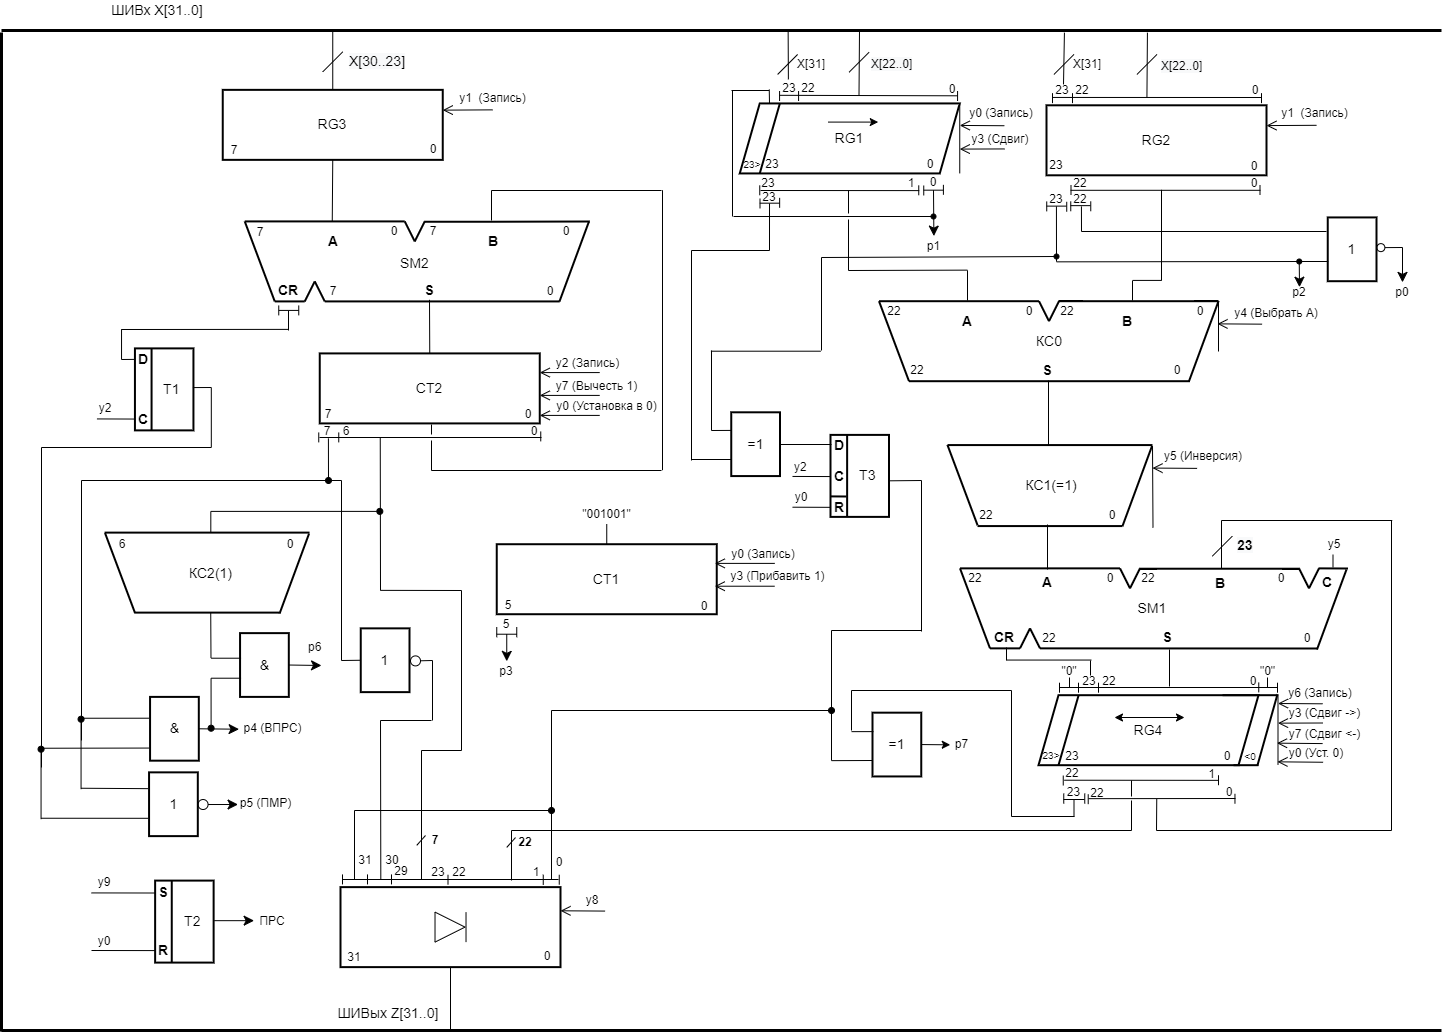 ШИВх X[31..0]
X[30..23]
X[31]
X[22..0]
X[31]
X[22..0]
RG3
7
0
y1 (Запись)
23
22
0
RG1
23>
23
0
y0 (Запись)
y3 (Сдвиг)
23
1
0
23
p1
23
22
0
RG2
23
0
y1 (Запись)
22
0
23
22
1
p2
p0
7
0
7
0
A
B
SM2
CR
7
S
0
22
0
22
0
A
B
КС0
22
S
0
y4 (Выбрать А)
D
T1
C
y2
CT2
7
0
y2 (Запись)
y7 (Вычесть 1)
y0 (Установка в 0)
7
6
0
=1
D
T3
C
R
y2
y0
КС1(=1)
22
0
y5 (Инверсия)
"001001"
CT1
5
0
y0 (Запись)
y3 (Прибавить 1)
5
p3
6
0
КС2(1)
23
y5
22
0
22
0
A
B
C
SM1
CR
22
S
0
&
p6
1
&
p4 (ВПРС)
1
p5 (ПМР)
"0"
23
22
0
"0"
RG4
23>
23
0
<0
y6 (Запись)
y3 (Сдвиг ->)
y7 (Сдвиг <-)
y0 (Уст. 0)
22
1
23
22
0
=1
p7
7
22
31
30
29
23
22
1
0
31
0
y8
y9
y0
S
T2
R
ПРС
ШИВых Z[31..0]